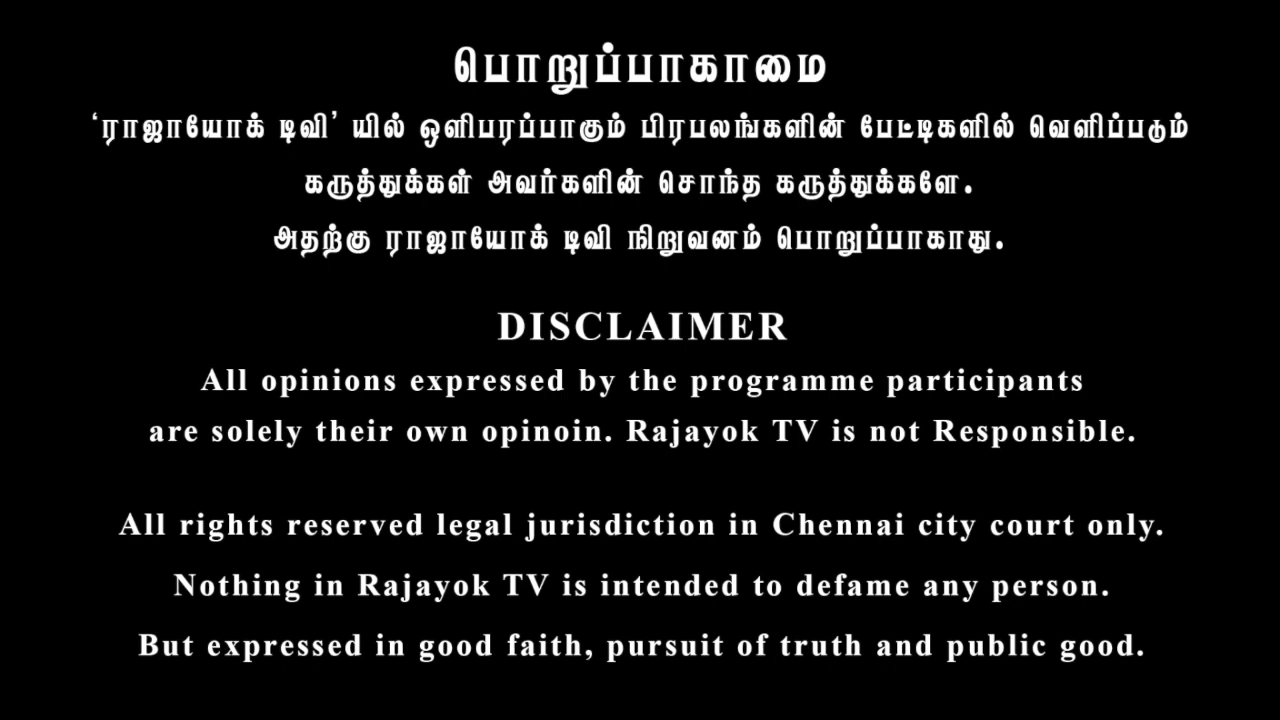 பொறுப்பாகாமை
‘ராஜாயோக் டிவி’ யில் ஒளிபரப்பாகும் பிரபலங்களின் பேட்டிகளில் வெளிப்படும்
கருத்துக்கள் அவர்களின் சொந்த கருத்துக்களே.
அதற்கு ராஜாயோக் டிவி நிறுவனம் பொறுப்பாகாது.
DISCLAIMER
All opinions expressed by the programme participants
are solely their own opinoin. Rajayok TV is not Responsible.
All rights reserved legal jurisdiction in Chennai city court only.
Nothing in Rajayok TV is intended to defame any person.
But expressed in good faith, pursuit of truth and public good.